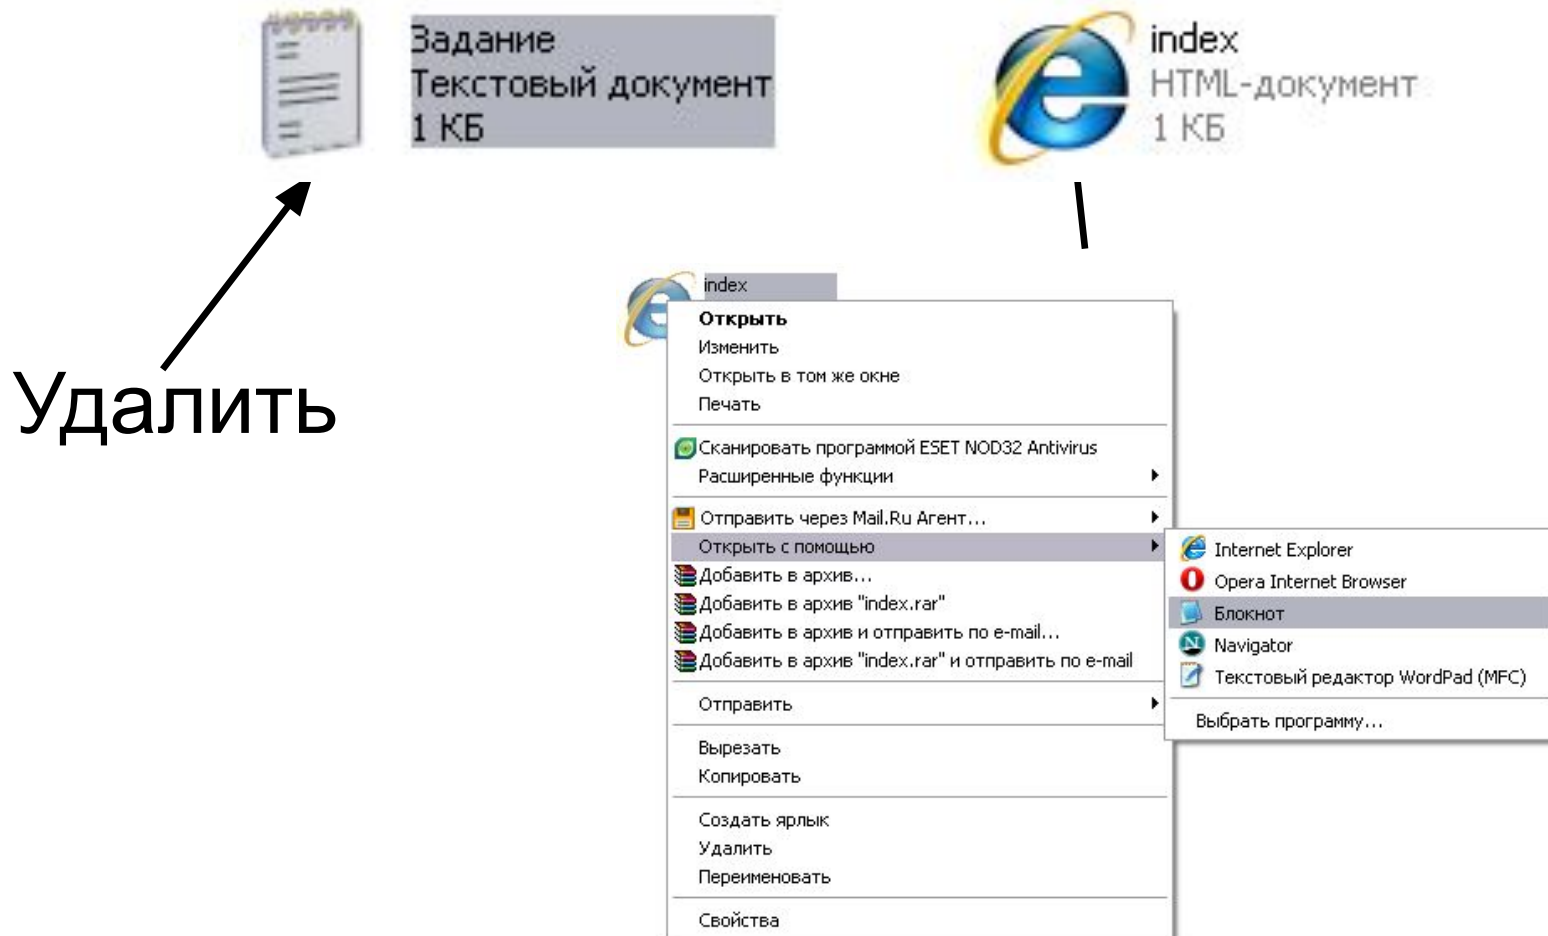 Задание
Текстовый документ
1 КБ
index
HTML-документ
1 КБ
Удалить
index
Открыть
Изменить
Открыть в том же окне
Печать
Сканировать программой ESET NOD32 Antivirus
Расширенные функции
Отправить через Mail.Ru Агент...
Открыть с помощью
Добавить в архив...
Добавить в архив "index.rar"
Добавить в архив и отправить по e-mail...
Добавить в архив "index.rar" и отправить по e-mail
Отправить
Вырезать
Копировать
Создать ярлык
Удалить
Переименовать
Свойства
Internet Explorer
Opera Internet Browser
Блокнот
Navigator
Текстовый редактор WordPad (MFC)
Выбрать программу...